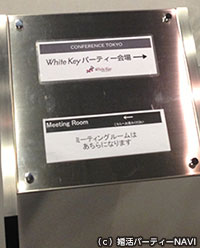 CONFERENCE TOKYO
White Key パーティー会場 →
White Key
Meeting Room ←
ミーティングルームは
あちらになります
(c) 婚活パーティーNAVI